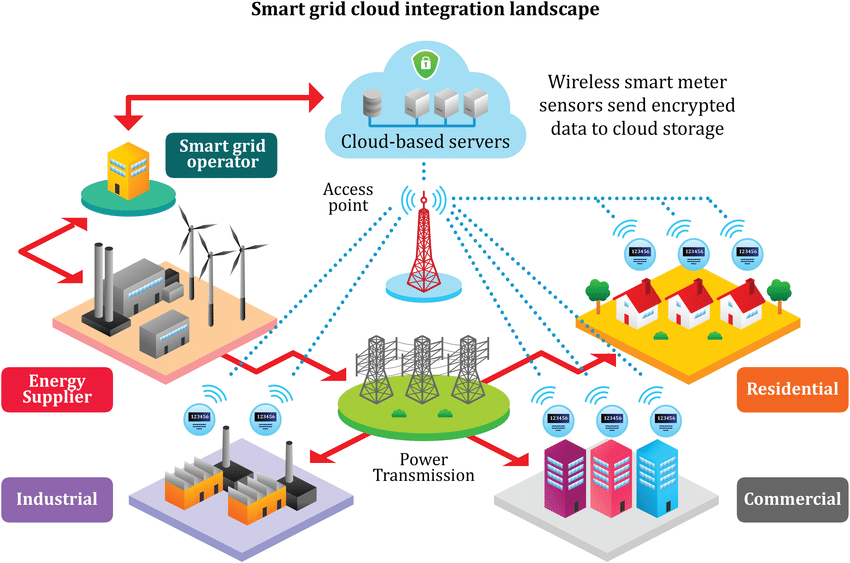 Smart grid cloud integration landscape
Wireless smart meter
sensors send encrypted
data to cloud storage
Cloud-based servers
Smart grid
operator
Access
point
123456
123456
123456
Energy
Supplier
Residential
123456
123456
123456
123456
123456
Power
Transmission
Industrial
Commercial